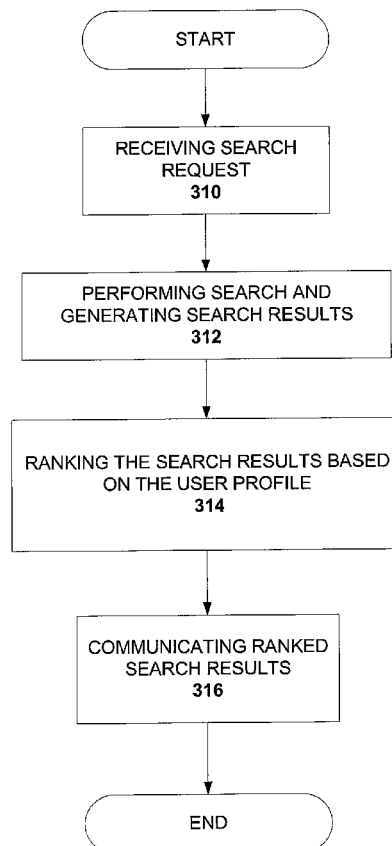 START
RECEIVING SEARCH
REQUEST
310
PERFORMING SEARCH AND
GENERATING SEARCH RESULTS
312
RANKING THE SEARCH RESULTS BASED
ON THE USER PROFILE
314
COMMUNICATING RANKED
SEARCH RESULTS
316
END